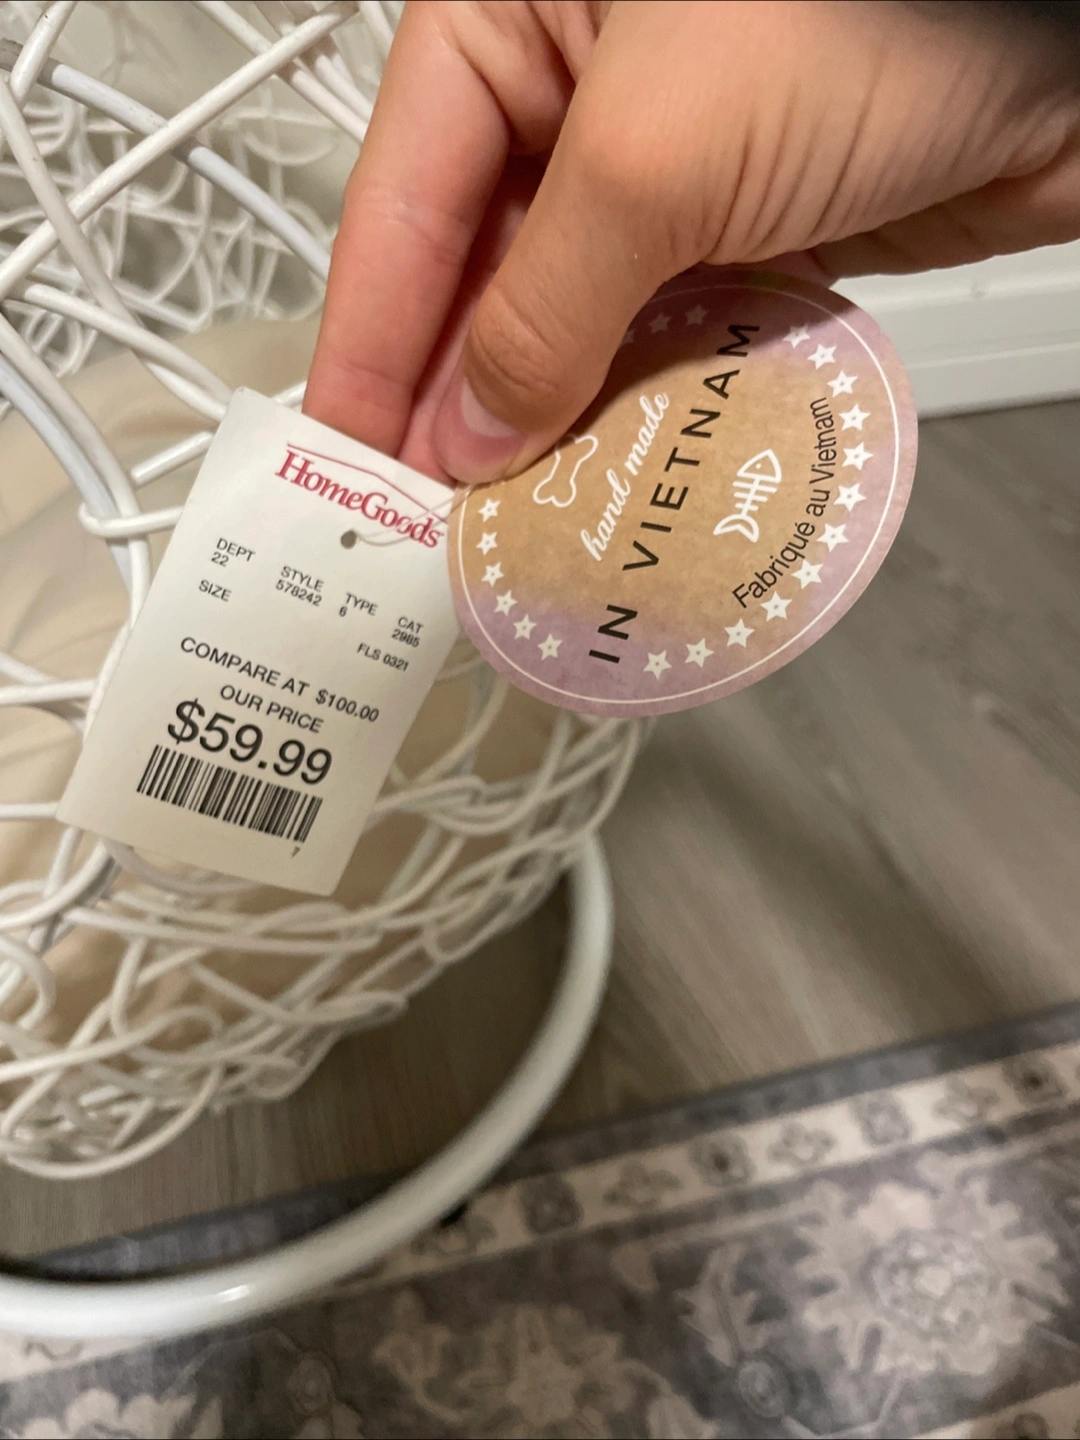 HomeGoods
DEPT STYLE TYPE CAT
22 578242 6 2985
SIZE FLS 0321
COMPARE AT $100.00
OUR PRICE
$59.99
7
hand made
IN VIETNAM
Fabriqué au Vietnam